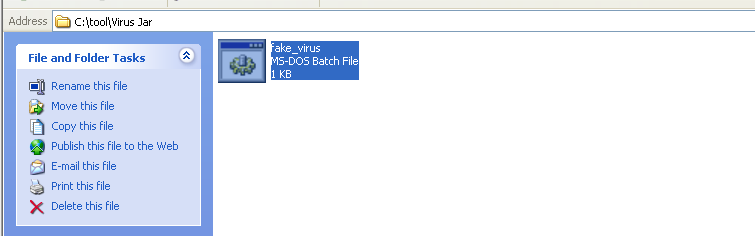 Address C:\tool\Virus Jar
File and Folder Tasks
Rename this file
Move this file
Copy this file
Publish this file to the Web
E-mail this file
Print this file
Delete this file
fake_virus
MS-DOS Batch File
1 KB